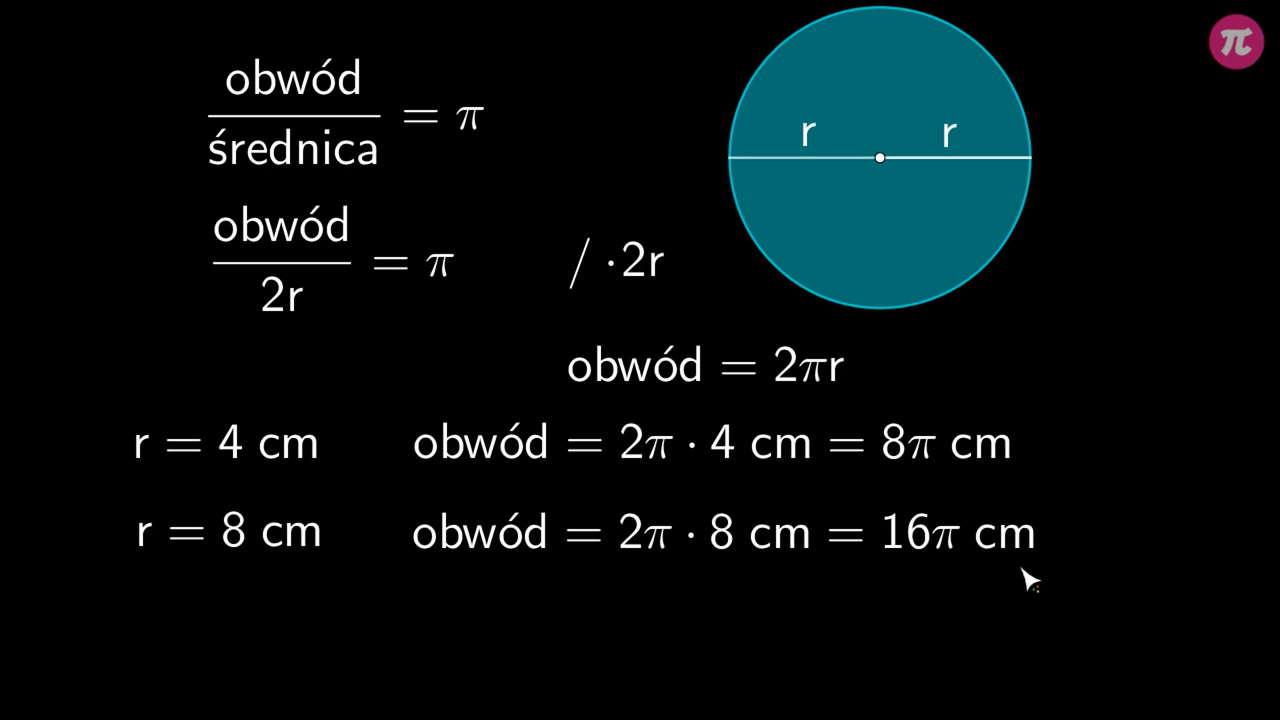 π
obwód
średnica
= π
r
r
obwód
2r
= π
/ ·2r
obwód = 2πr
r = 4 cm
obwód = 2π · 4 cm = 8π cm
r = 8 cm
obwód = 2π · 8 cm = 16π cm